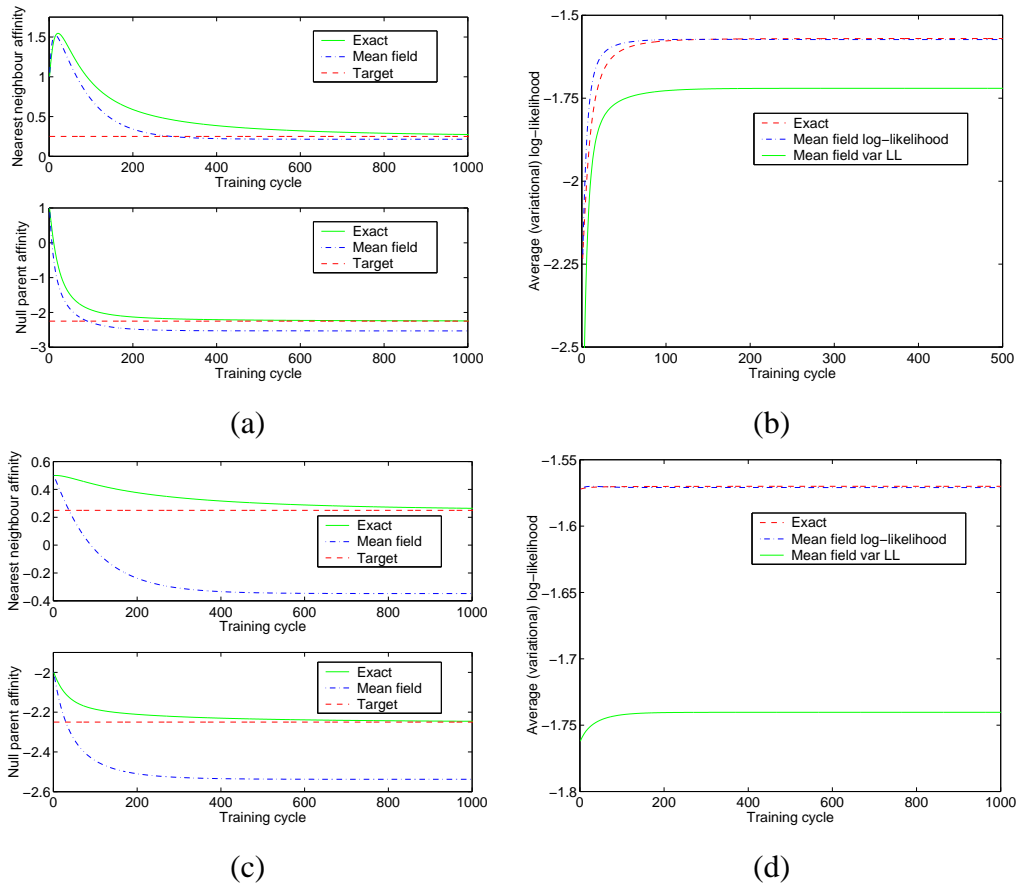 Nearest neighbour affinity
1.5
1
0.5
0
0 200 400 600 800 1000
Training cycle
Exact
Mean field
Target
Null parent affinity
1
0
−1
−2
−3
0 200 400 600 800 1000
Training cycle
Exact
Mean field
Target
(a)
Average (variational) log−likelihood
−1.5
−1.75
−2
−2.25
−2.5
0 100 200 300 400 500
Training cycle
Exact
Mean field log−likelihood
Mean field var LL
(b)
Nearest neighbour affinity
0.6
0.4
0.2
0
−0.2
−0.4
0 200 400 600 800 1000
Training cycle
Exact
Mean field
Target
Null parent affinity
−2
−2.2
−2.4
−2.6
0 200 400 600 800 1000
Training cycle
Exact
Mean field
Target
(c)
Average (variational) log−likelihood
−1.55
−1.6
−1.65
−1.7
−1.75
−1.8
0 200 400 600 800 1000
Training cycle
Exact
Mean field log−likelihood
Mean field var LL
(d)